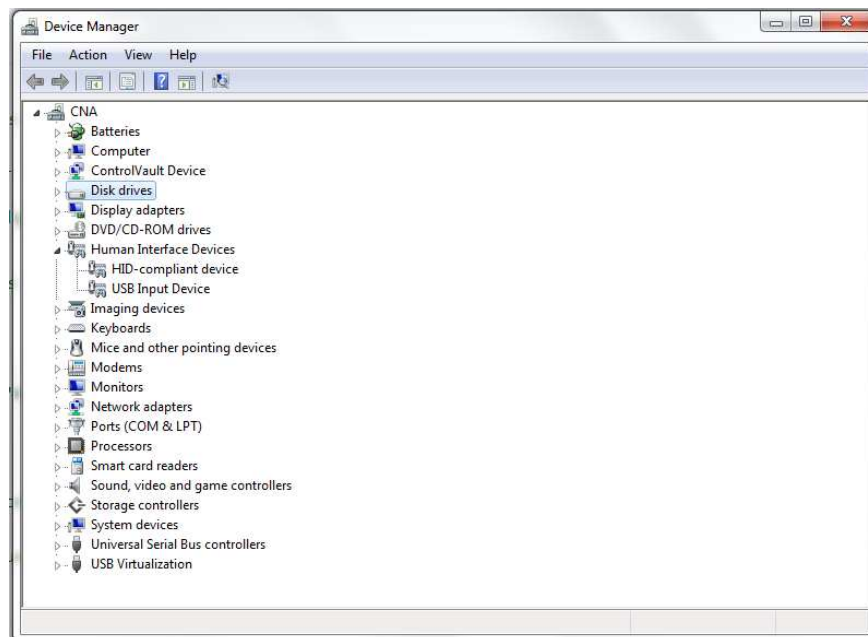 Device Manager
File Action View Help
CNA
Batteries
Computer
ControlVault Device
Disk drives
Display adapters
DVD/CD-ROM drives
Human Interface Devices
HID-compliant device
USB Input Device
Imaging devices
Keyboards
Mice and other pointing devices
Modems
Monitors
Network adapters
Ports (COM & LPT)
Processors
Smart card readers
Sound, video and game controllers
Storage controllers
System devices
Universal Serial Bus controllers
USB Virtualization